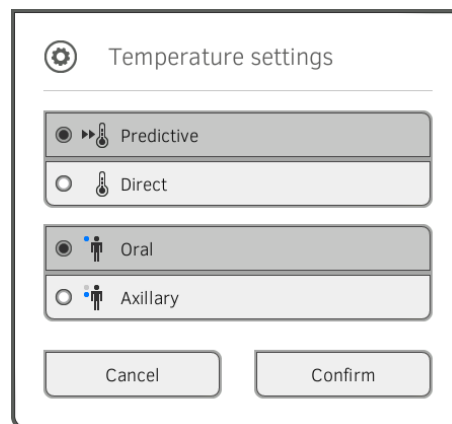 Temperature settings
Predictive
Direct
Oral
Axillary
Cancel Confirm